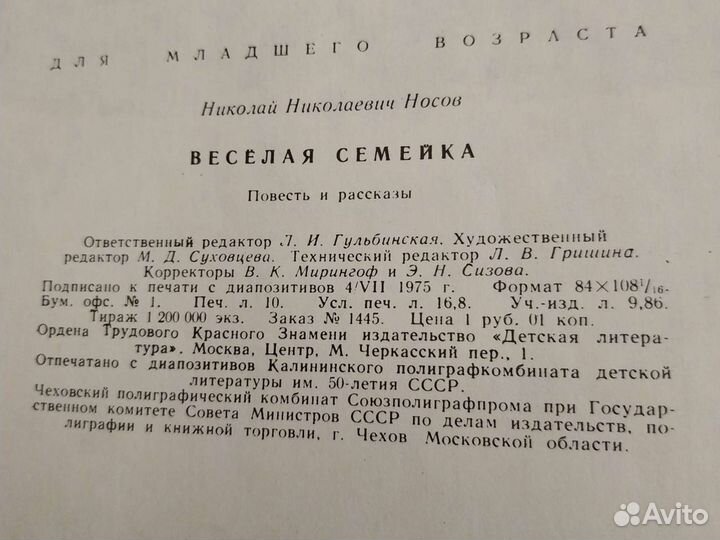 ДЛЯ МЛАДШЕГО ВОЗРАСТА
Николай Николаевич Носов
ВЕСЁЛАЯ СЕМЕЙКА
Повесть и рассказы
Ответственный редактор Л. И. Гульбинская. Художественный
редактор М. Д. Суховцева. Технический редактор Л. В. Гришина.
Корректоры В. К. Мирингоф и Э. Н. Сизова.
Подписано к печати с диапозитивов 4/VII 1975 г. Формат 84×108¹/₁₆.
Бум. офс. № 1. Печ. л. 10. Усл. печ. л. 16,8. Уч.-изд. л. 9,86.
Тираж 1 200 000 экз. Заказ № 1445. Цена 1 руб. 01 коп.
Ордена Трудового Красного Знамени издательство «Детская лите-
ратура». Москва, Центр, М. Черкасский пер., 1.
Отпечатано с диапозитивов Калининского полиграфкомбината детской
литературы им. 50-летия СССР.
Чеховский полиграфический комбинат Союзполиграфпрома при Государ-
ственном комитете Совета Министров СССР по делам издательств, по-
лиграфии и книжной торговли, г. Чехов Московской области.
Avito